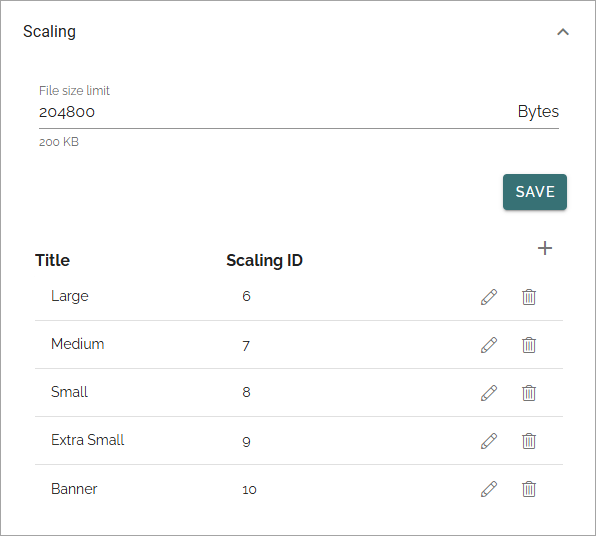 Scaling
File size limit
204800 Bytes
200 KB
SAVE
Title Scaling ID
Large 6
Medium 7
Small 8
Extra Small 9
Banner 10